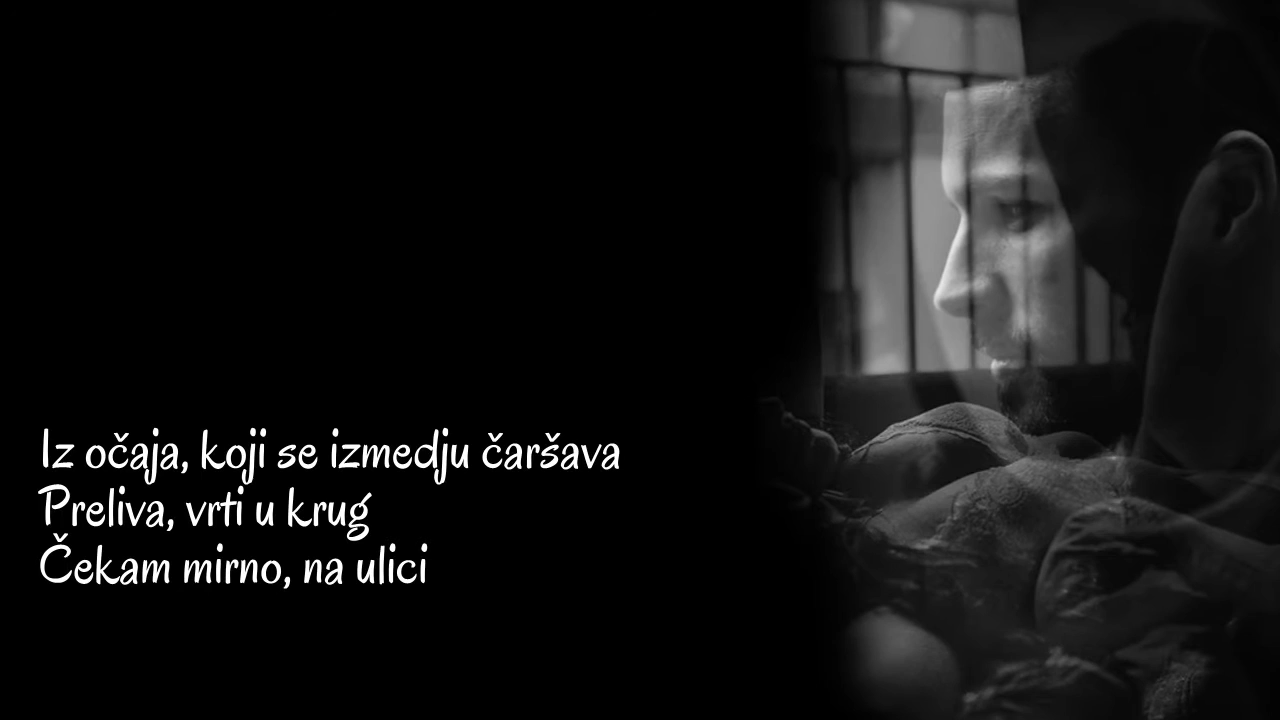 Iz očaja, koji se izmedju čaršava
Preliva, vrti u krug
Čekam mirno, na ulici